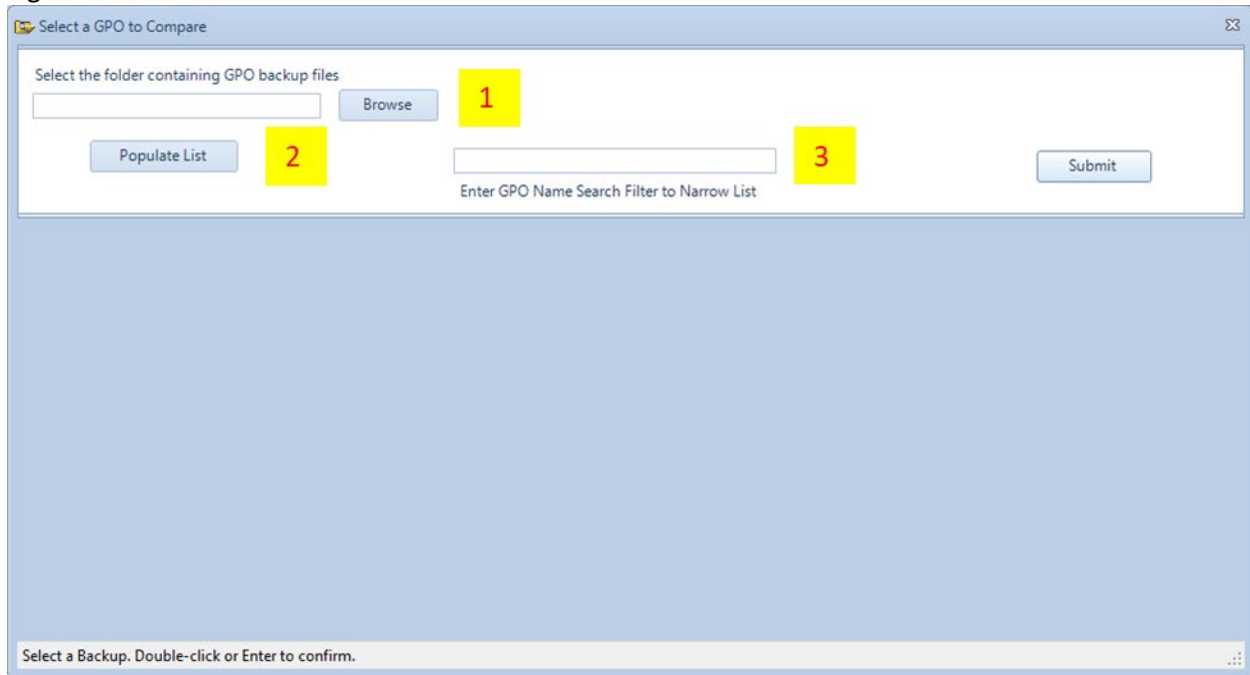 Select a GPO to Compare
Select the folder containing GPO backup files
Browse
1
Populate List
2
3
Submit
Enter GPO Name Search Filter to Narrow List
Select a Backup. Double-click or Enter to confirm.